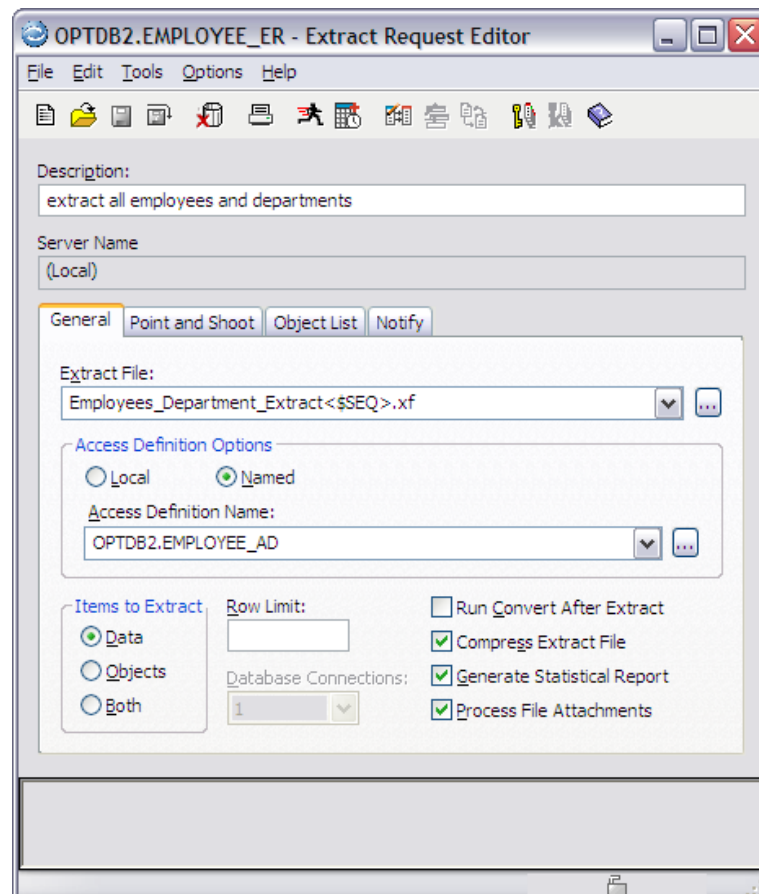 OPTDB2.EMPLOYEE_ER - Extract Request Editor
File Edit Tools Options Help
Description:
extract all employees and departments
Server Name
(Local)
General Point and Shoot Object List Notify
Extract File:
Employees_Department_Extract<$SEQ>.xf
...
Access Definition Options
Local Named
Access Definition Name:
OPTDB2.EMPLOYEE_AD
...
Items to Extract
Data
Objects
Both
Row Limit:
Database Connections:
1
Run Convert After Extract
Compress Extract File
Generate Statistical Report
Process File Attachments